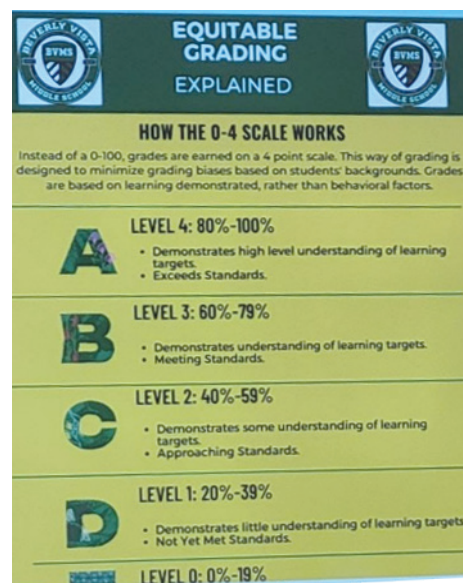 BEVERLY VISTA
BVMS
MIDDLE SCHOOL
EQUITABLE
GRADING
EXPLAINED
BEVERLY VISTA
BVMS
MIDDLE SCHOOL
HOW THE 0-4 SCALE WORKS
Instead of a 0-100, grades are earned on a 4 point scale. This way of grading is
designed to minimize grading biases based on students' backgrounds. Grades
are based on learning demonstrated, rather than behavioral factors.
A
LEVEL 4: 80%-100%
• Demonstrates high level understanding of learning
targets.
• Exceeds Standards.
B
LEVEL 3: 60%-79%
• Demonstrates understanding of learning targets.
• Meeting Standards.
C
LEVEL 2: 40%-59%
• Demonstrates some understanding of learning
targets.
• Approaching Standards.
D
LEVEL 1: 20%-39%
• Demonstrates little understanding of learning targets
• Not Yet Met Standards.
LEVEL 0: 0%-19%